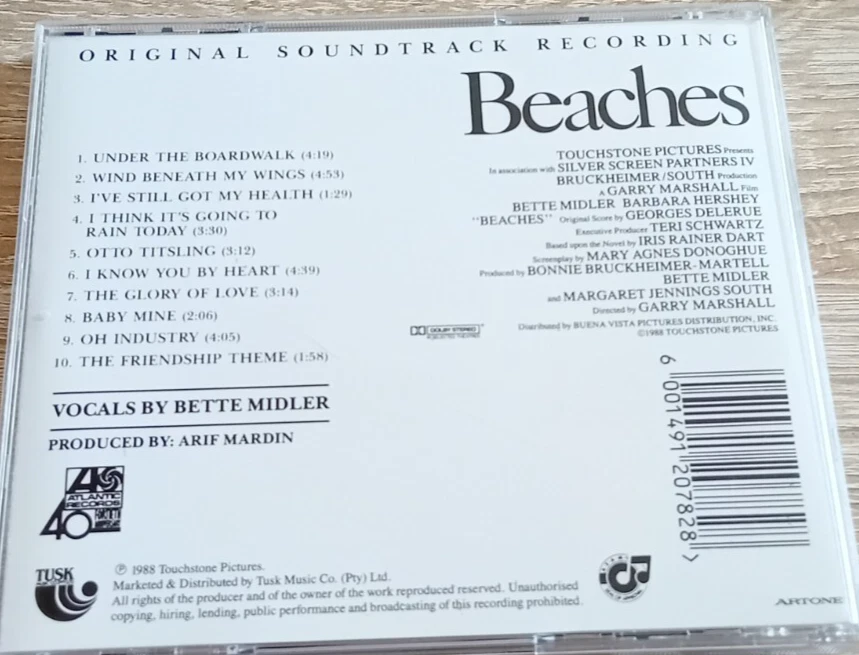 ORIGINAL SOUNDTRACK RECORDING
Beaches
1. UNDER THE BOARDWALK (4:19)
2. WIND BENEATH MY WINGS (4:53)
3. I'VE STILL GOT MY HEALTH (1:29)
4. I THINK IT'S GOING TO
RAIN TODAY (3:30)
5. OTTO TITSLING (3:12)
6. I KNOW YOU BY HEART (4:39)
7. THE GLORY OF LOVE (3:14)
8. BABY MINE (2:06)
9. OH INDUSTRY (4:05)
10. THE FRIENDSHIP THEME (1:58)
VOCALS BY BETTE MIDLER
PRODUCED BY: ARIF MARDIN
TOUCHSTONE PICTURES Presents
In association with SILVER SCREEN PARTNERS IV
BRUCKHEIMER/SOUTH Production
A GARRY MARSHALL Film
BETTE MIDLER BARBARA HERSHEY
"BEACHES" Original Score by GEORGES DELERUE
Executive Producer TERI SCHWARTZ
Based upon the Novel by IRIS RAINER DART
Screenplay by MARY AGNES DONOGHUE
Produced by BONNIE BRUCKHEIMER-MARTELL
BETTE MIDLER
and MARGARET JENNINGS SOUTH
Directed by GARRY MARSHALL
Distributed by BUENA VISTA PICTURES DISTRIBUTION, INC.
©1988 TOUCHSTONE PICTURES
DOLBY STEREO
6 001491 207828 >
ATLANTIC
RECORDS
40
TUSK
℗ 1988 Touchstone Pictures.
Marketed & Distributed by Tusk Music Co. (Pty) Ltd.
All rights of the producer and of the owner of the work reproduced reserved. Unauthorised
copying, hiring, lending, public performance and broadcasting of this recording prohibited.
ARTONE